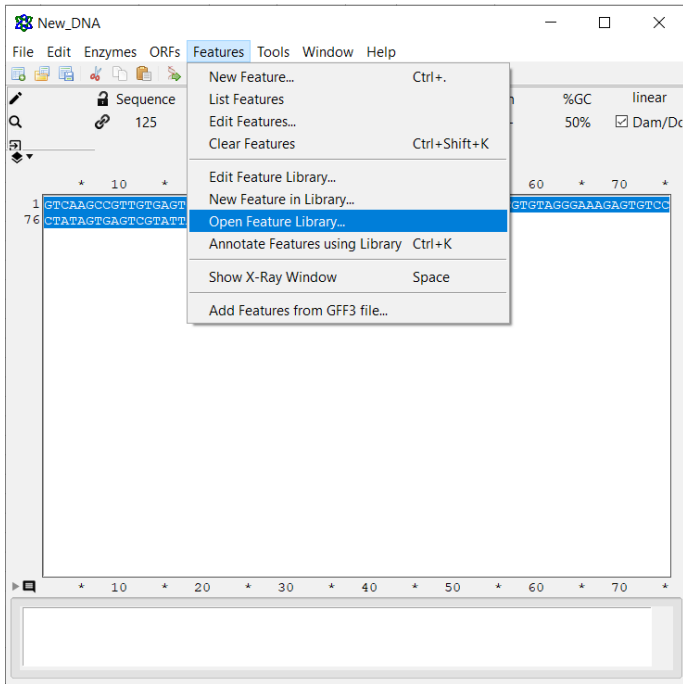 New_DNA
File Edit Enzymes ORFs Features Tools Window Help
Sequence %GC linear
125 50% Dam/Dc
New Feature... Ctrl+.
List Features
Edit Features...
Clear Features Ctrl+Shift+K
Edit Feature Library...
New Feature in Library...
Open Feature Library...
Annotate Features using Library Ctrl+K
Show X-Ray Window Space
Add Features from GFF3 file...
* 10 * 60 * 70 *
1 GTCAAGCCGTTGTGAGT GTGTAGGGAAAGAGTGTCC
76 CTATAGTGAGTCGTATT
* 10 * 20 * 30 * 40 * 50 * 60 * 70 *